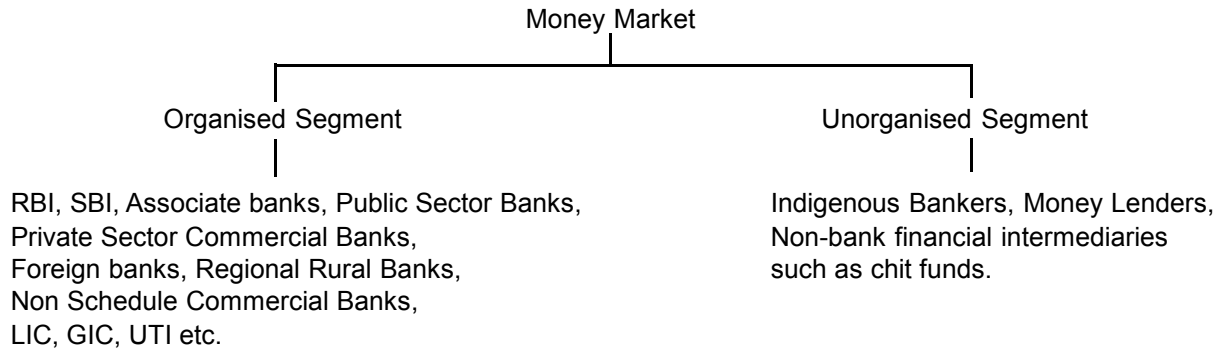 Money Market
Organised Segment
Unorganised Segment
RBI, SBI, Associate banks, Public Sector Banks,
Private Sector Commercial Banks,
Foreign banks, Regional Rural Banks,
Non Schedule Commercial Banks,
LIC, GIC, UTI etc.
Indigenous Bankers, Money Lenders,
Non-bank financial intermediaries
such as chit funds.